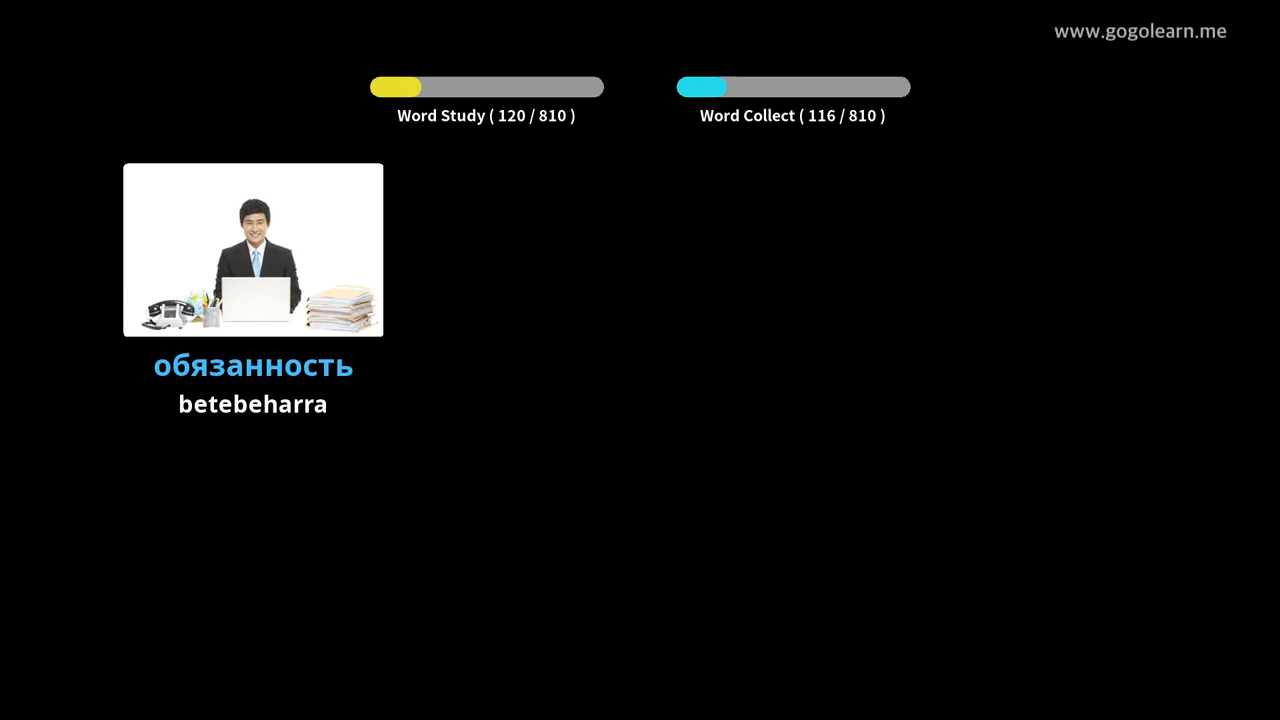 www.gogolearn.me
Word Study ( 120 / 810 )
Word Collect ( 116 / 810 )
обязанность
betebeharra